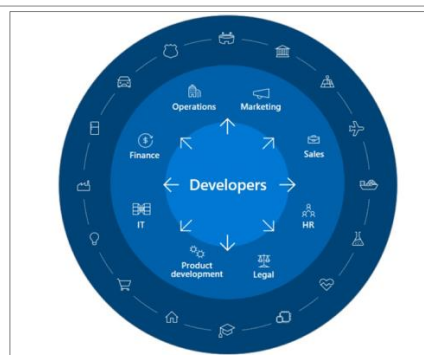 Operations
Marketing
Finance
Sales
Developers
IT
HR
Product
development
Legal